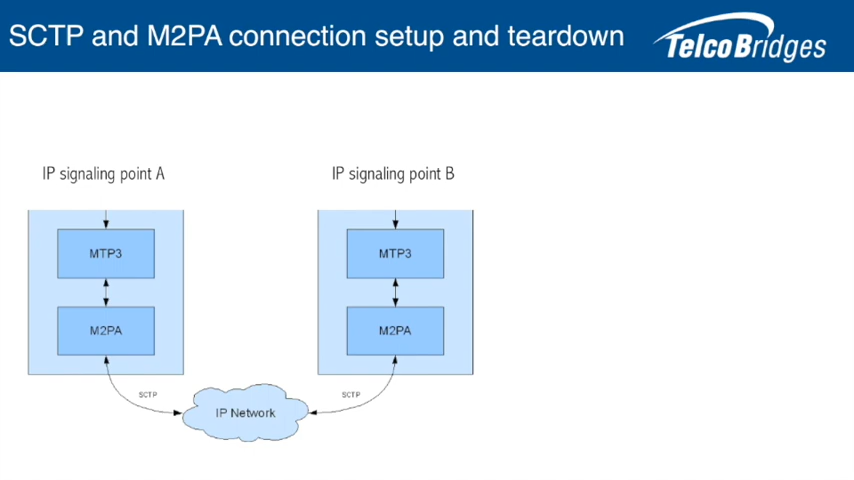 SCTP and M2PA connection setup and teardown
TelcoBridges
IP signaling point A
IP signaling point B
MTP3
MTP3
M2PA
M2PA
SCTP
SCTP
IP Network